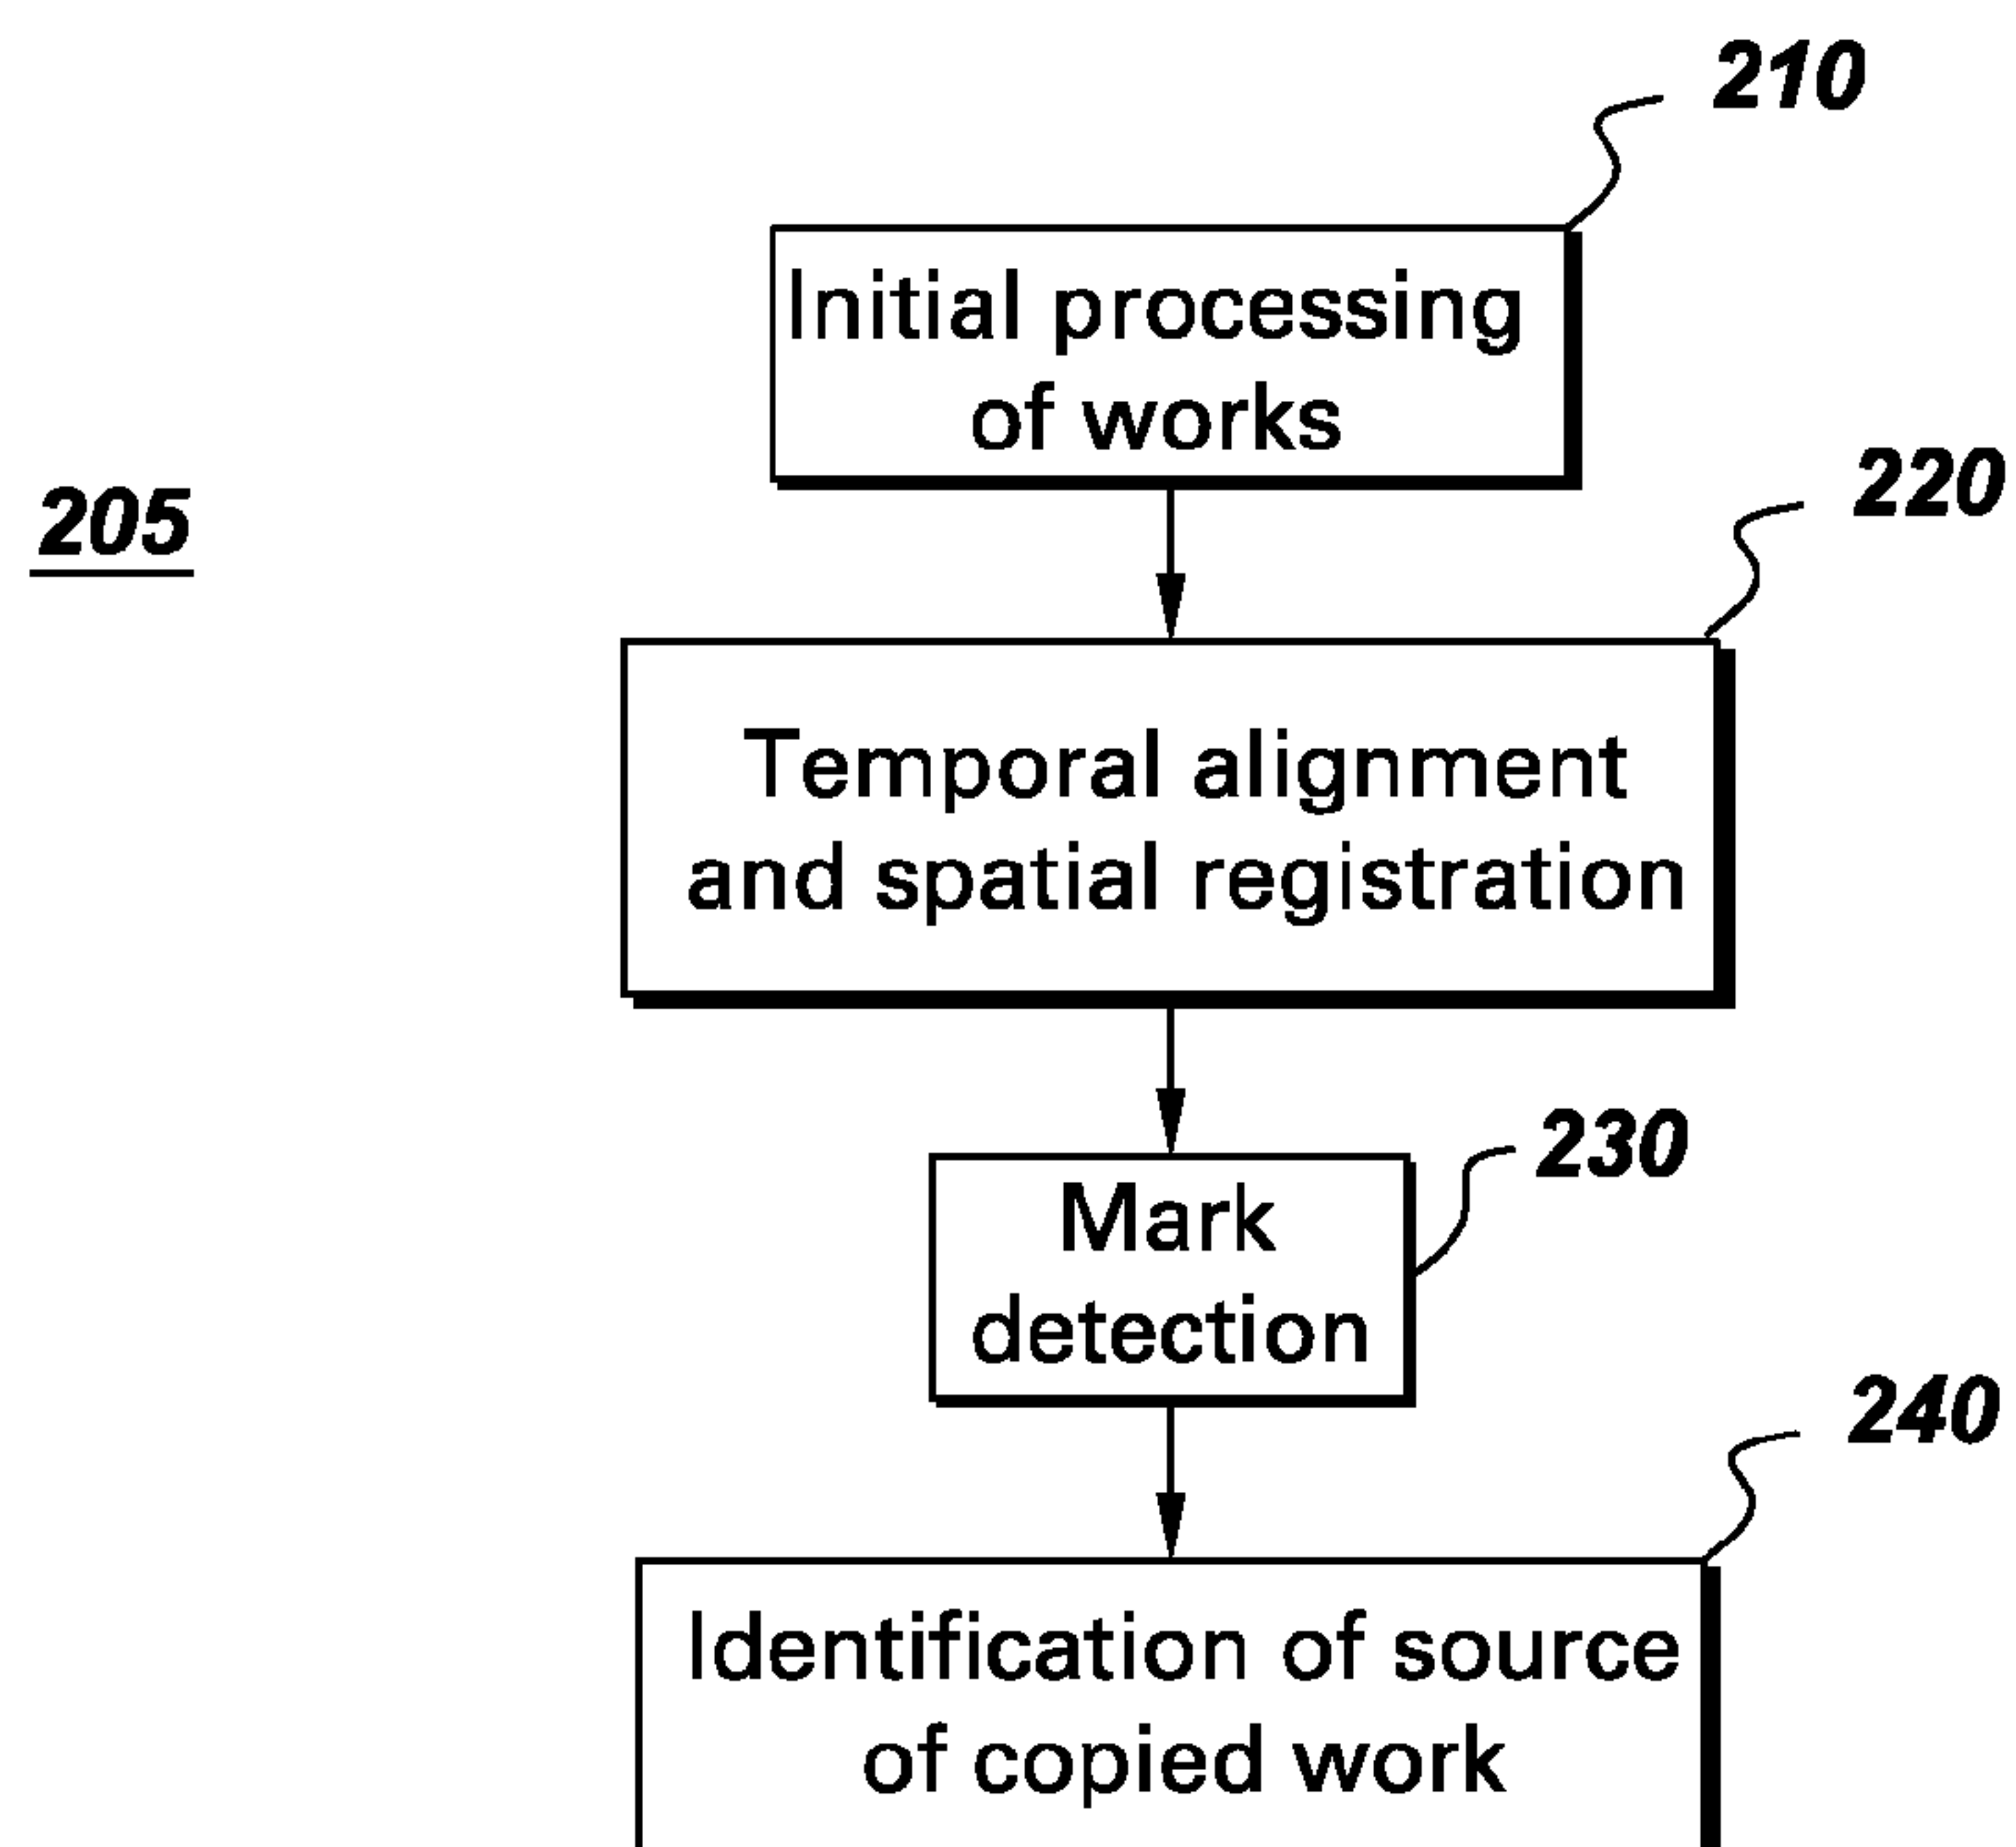 210
Initial processing
of works
205
220
Temporal alignment
and spatial registration
230
Mark
detection
240
Identification of source
of copied work